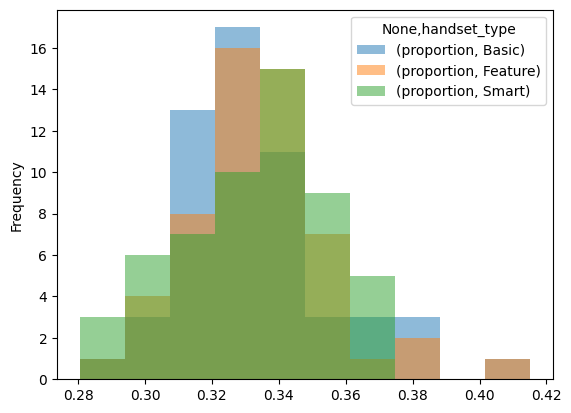 None,handset_type
(proportion, Basic)
(proportion, Feature)
(proportion, Smart)
Frequency
16
14
12
10
8
6
4
2
0
0.28 0.30 0.32 0.34 0.36 0.38 0.40 0.42